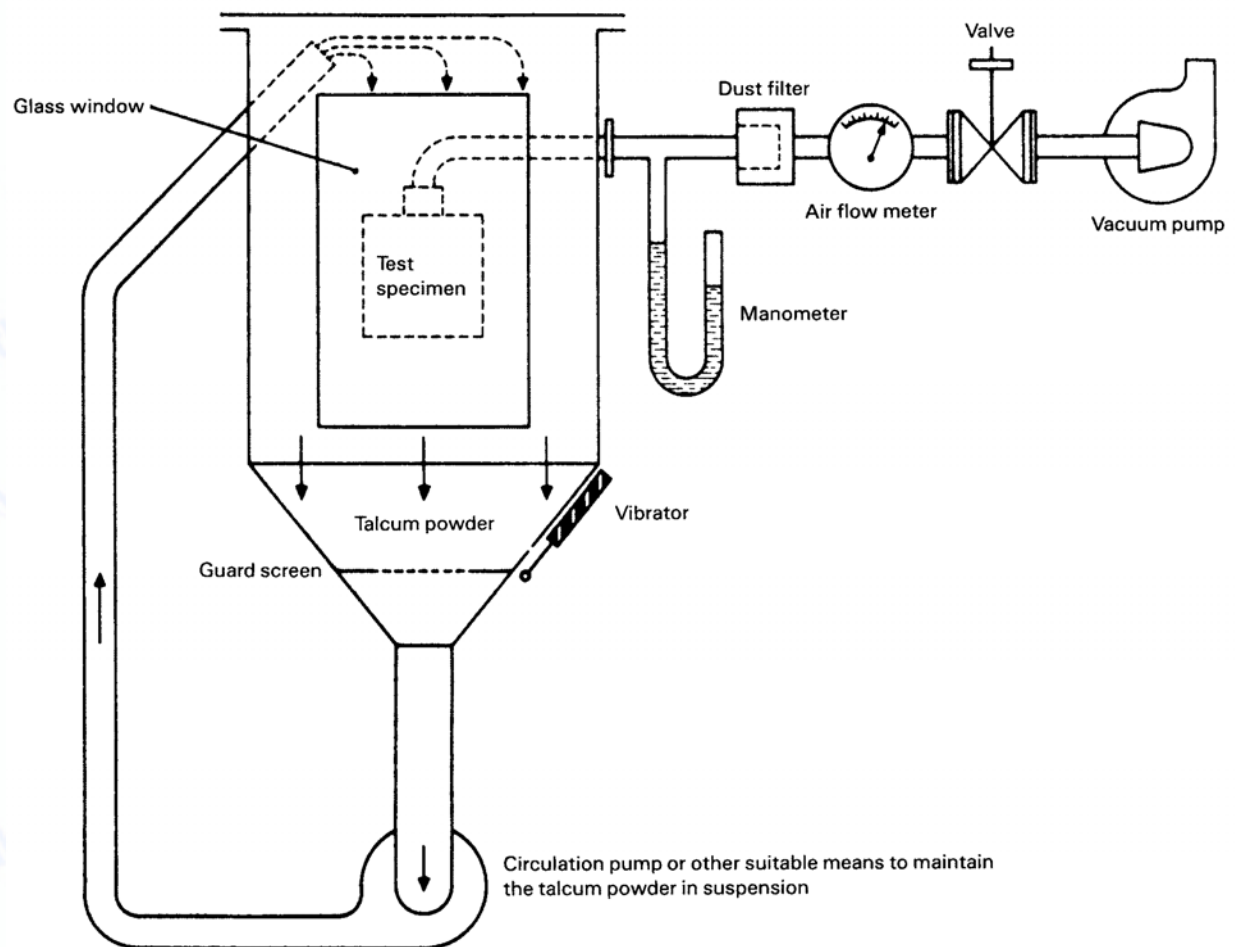 Valve
Glass window
Dust filter
Air flow meter
Vacuum pump
Test
specimen
Manometer
Talcum powder
Vibrator
Guard screen
Circulation pump or other suitable means to maintain
the talcum powder in suspension